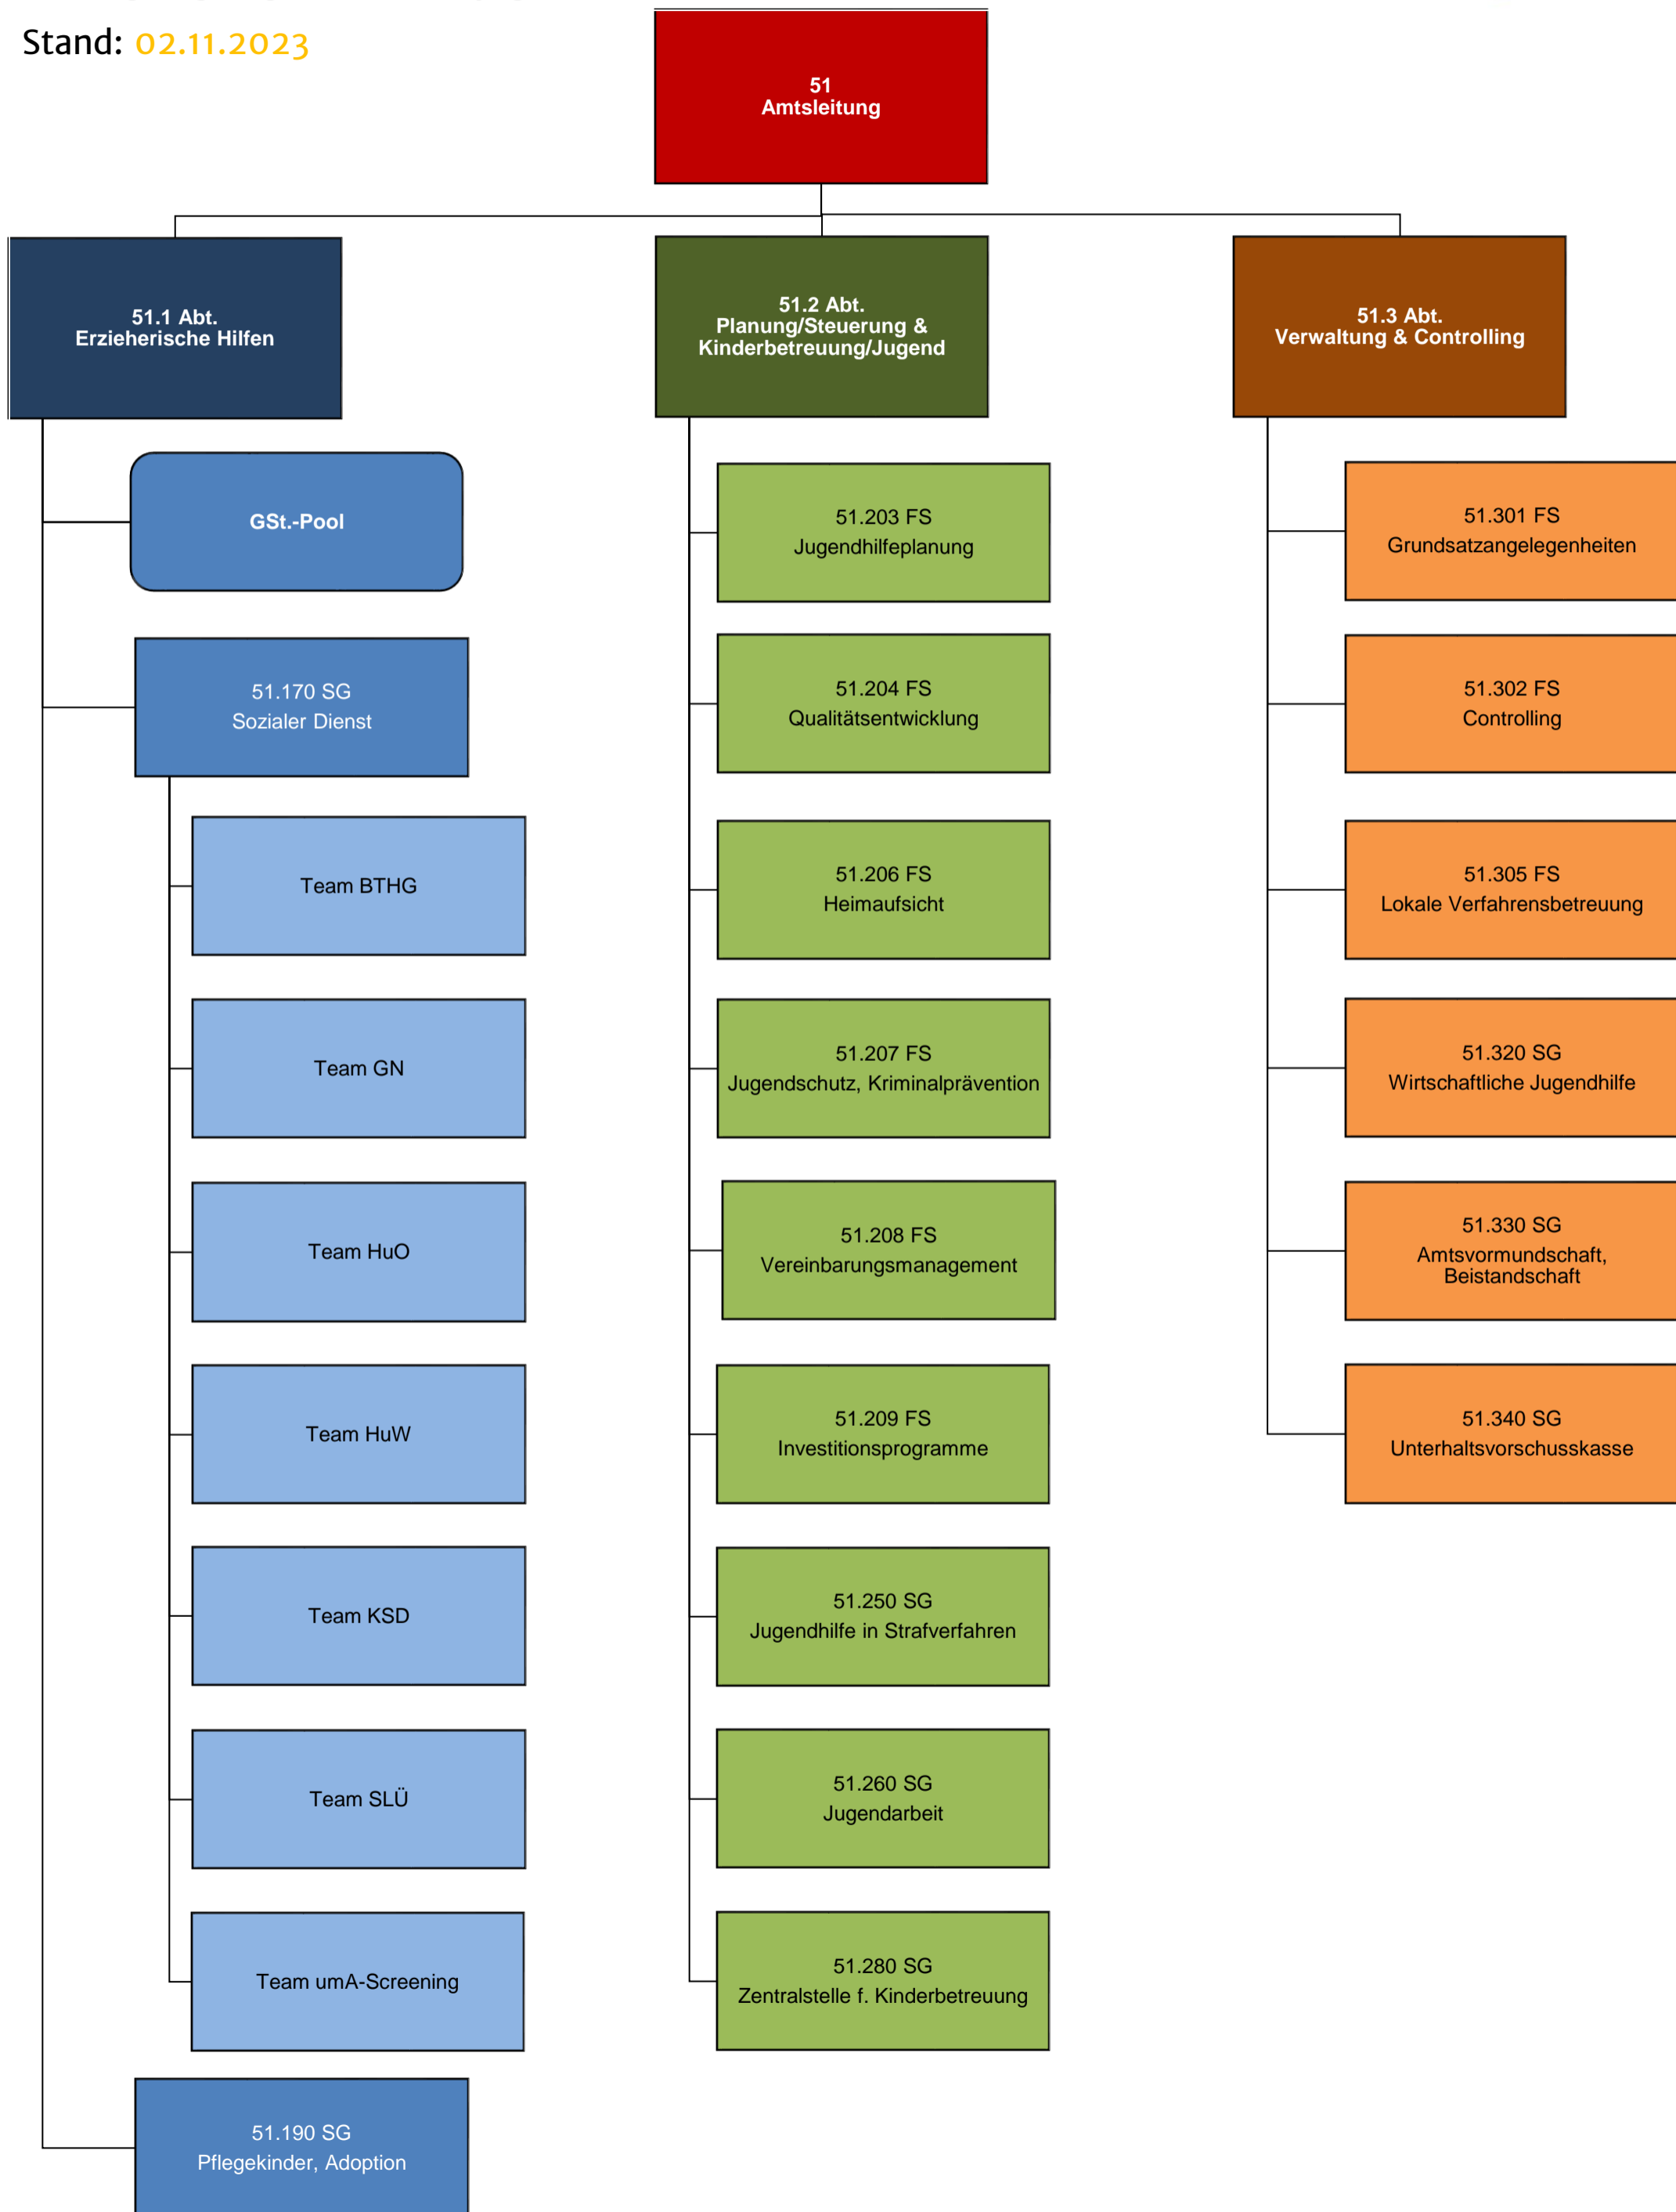 Stand: 02.11.2023
51
Amtsleitung
51.1 Abt.
Erzieherische Hilfen
GSt.-Pool
51.170 SG
Sozialer Dienst
Team BTHG
Team GN
Team HuO
Team HuW
Team KSD
Team SLÜ
Team umA-Screening
51.190 SG
Pflegekinder, Adoption
51.2 Abt.
Planung/Steuerung &
Kinderbetreuung/Jugend
51.203 FS
Jugendhilfeplanung
51.204 FS
Qualitätsentwicklung
51.206 FS
Heimaufsicht
51.207 FS
Jugendschutz, Kriminalprävention
51.208 FS
Vereinbarungsmanagement
51.209 FS
Investitionsprogramme
51.250 SG
Jugendhilfe in Strafverfahren
51.260 SG
Jugendarbeit
51.280 SG
Zentralstelle f. Kinderbetreuung
51.3 Abt.
Verwaltung & Controlling
51.301 FS
Grundsatzangelegenheiten
51.302 FS
Controlling
51.305 FS
Lokale Verfahrensbetreuung
51.320 SG
Wirtschaftliche Jugendhilfe
51.330 SG
Amtsvormundschaft,
Beistandschaft
51.340 SG
Unterhaltsvorschusskasse